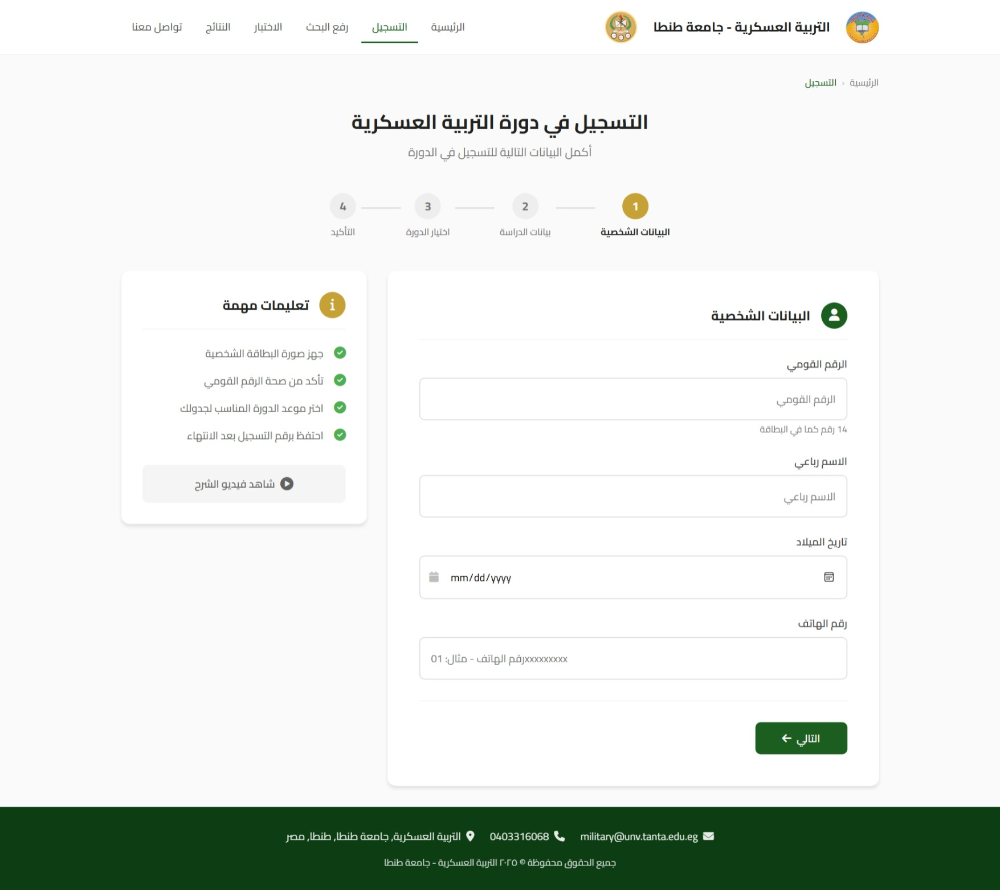 التربية العسكرية - جامعة طنطا
الرئيسية
التسجيل
رفع البحث
الاختبار
النتائج
تواصل معنا
الرئيسية ‹ التسجيل
التسجيل في دورة التربية العسكرية
أكمل البيانات التالية للتسجيل في الدورة
1
البيانات الشخصية
2
بيانات الدراسة
3
اختيار الدورة
4
التأكيد
البيانات الشخصية
الرقم القومي
الرقم القومي
14 رقم كما في البطاقة
الاسم رباعي
الاسم رباعي
تاريخ الميلاد
mm/dd/yyyy
رقم الهاتف
رقم الهاتف - مثال: 01xxxxxxxxx
التالي
تعليمات مهمة
جهز صورة البطاقة الشخصية
تأكد من صحة الرقم القومي
اختر موعد الدورة المناسب لجدولك
احتفظ برقم التسجيل بعد الانتهاء
شاهد فيديو الشرح
military@unv.tanta.edu.eg
0403316068
التربية العسكرية, جامعة طنطا, طنطا, مصر
جميع الحقوق محفوظة © ٢٠٢٥ التربية العسكرية - جامعة طنطا